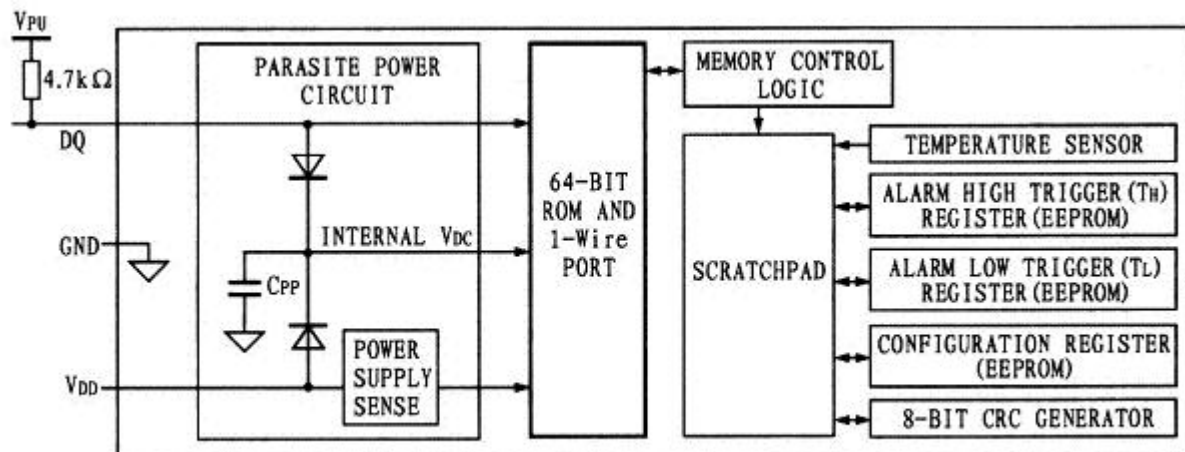 VPU
4.7kΩ
DQ
GND
VDD
PARASITE POWER
CIRCUIT
INTERNAL VDC
CPP
POWER
SUPPLY
SENSE
64-BIT
ROM AND
1-Wire
PORT
MEMORY CONTROL
LOGIC
SCRATCHPAD
TEMPERATURE SENSOR
ALARM HIGH TRIGGER(TH)
REGISTER(EEPROM)
ALARM LOW TRIGGER(TL)
REGISTER(EEPROM)
CONFIGURATION REGISTER
(EEPROM)
8-BIT CRC GENERATOR